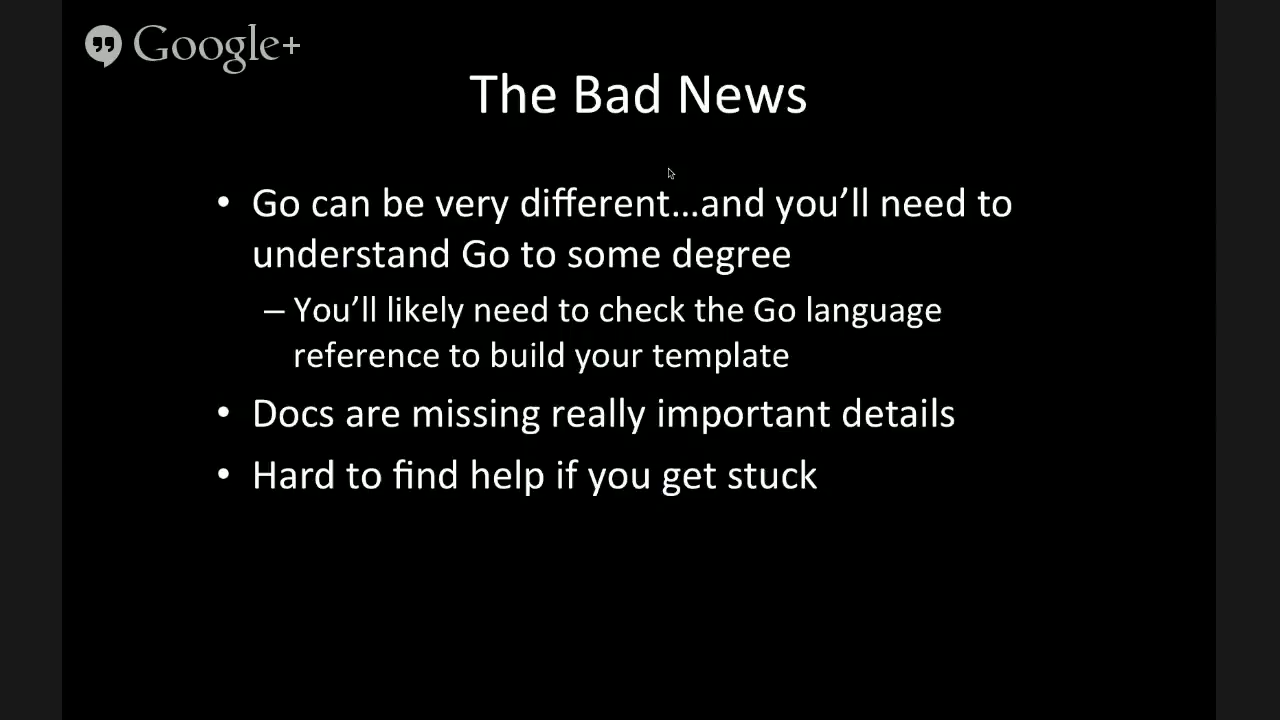 Google+
The Bad News
• Go can be very different...and you'll need to
understand Go to some degree
– You'll likely need to check the Go language
reference to build your template
• Docs are missing really important details
• Hard to find help if you get stuck